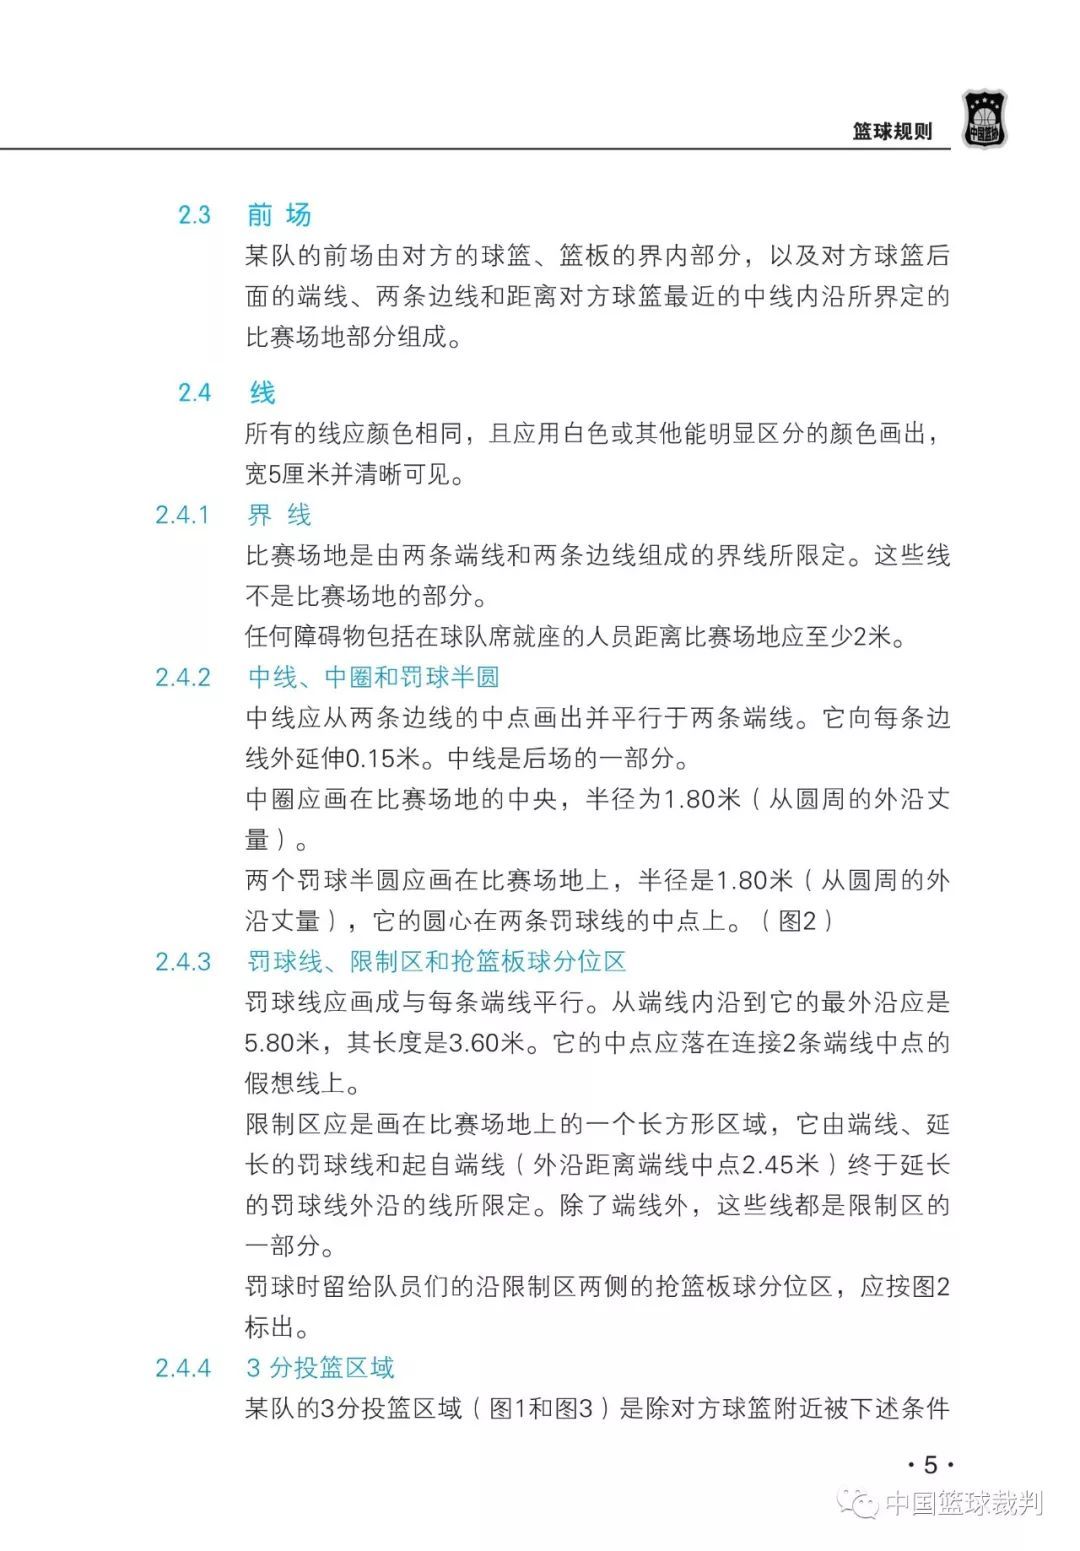 篮球规则
中国篮协
2.3 前 场
某队的前场由对方的球篮、篮板的界内部分，以及对方球篮后
面的端线、两条边线和距离对方球篮最近的中线内沿所界定的
比赛场地部分组成。
2.4 线
所有的线应颜色相同，且应用白色或其他能明显区分的颜色画出，
宽5厘米并清晰可见。
2.4.1 界 线
比赛场地是由两条端线和两条边线组成的界线所限定。这些线
不是比赛场地的部分。
任何障碍物包括在球队席就座的人员距离比赛场地应至少2米。
2.4.2 中线、中圈和罚球半圆
中线应从两条边线的中点画出并平行于两条端线。它向每条边
线外延伸0.15米。中线是后场的一部分。
中圈应画在比赛场地的中央，半径为1.80米（从圆周的外沿丈
量）。
两个罚球半圆应画在比赛场地上，半径是1.80米（从圆周的外
沿丈量），它的圆心在两条罚球线的中点上。（图2）
2.4.3 罚球线、限制区和抢篮板球分位区
罚球线应画成与每条端线平行。从端线内沿到它的最外沿应是
5.80米，其长度是3.60米。它的中点应落在连接2条端线中点的
假想线上。
限制区应是画在比赛场地上的一个长方形区域，它由端线、延
长的罚球线和起自端线（外沿距离端线中点2.45米）终于延长
的罚球线外沿的线所限定。除了端线外，这些线都是限制区的
一部分。
罚球时留给队员们的沿限制区两侧的抢篮板球分位区，应按图2
标出。
2.4.4 3 分投篮区域
某队的3分投篮区域（图1和图3）是除对方球篮附近被下述条件
·5·
中国篮球裁判